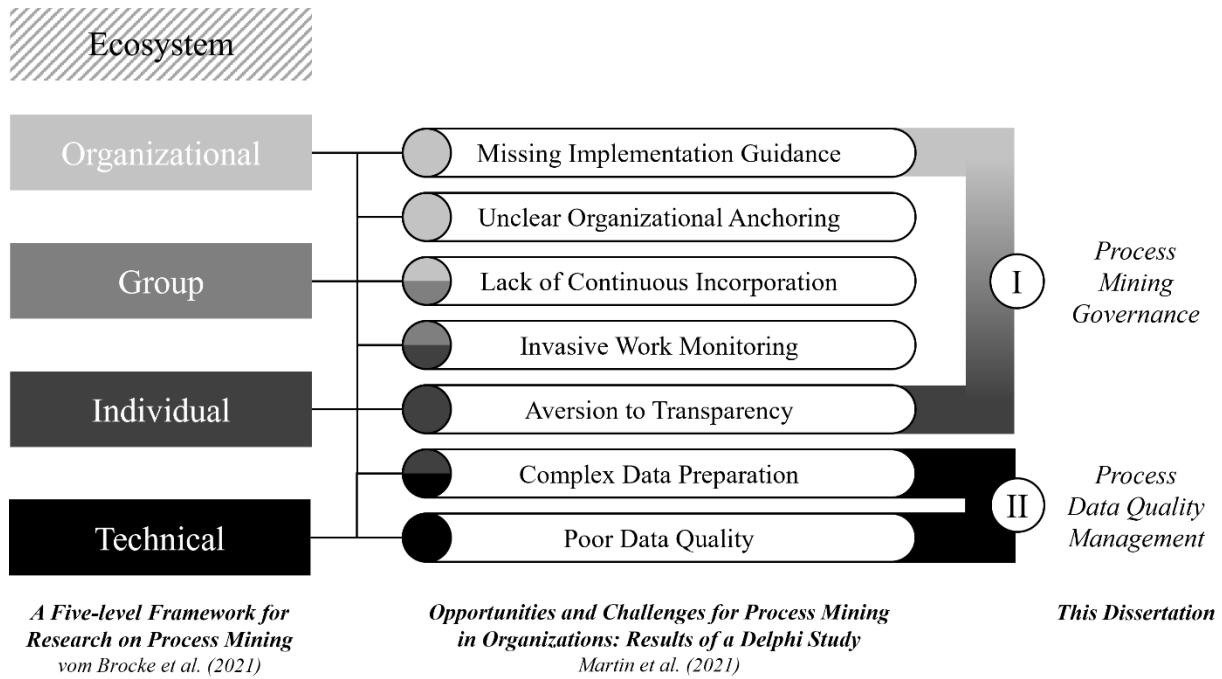 Ecosystem
Organizational
Group
Individual
Technical
Missing Implementation Guidance
Unclear Organizational Anchoring
Lack of Continuous Incorporation
Invasive Work Monitoring
Aversion to Transparency
Complex Data Preparation
Poor Data Quality
I
Process
Mining
Governance
II
Process
Data Quality
Management
A Five-level Framework for
Research on Process Mining
vom Brocke et al. (2021)
Opportunities and Challenges for Process Mining
in Organizations: Results of a Delphi Study
Martin et al. (2021)
This Dissertation